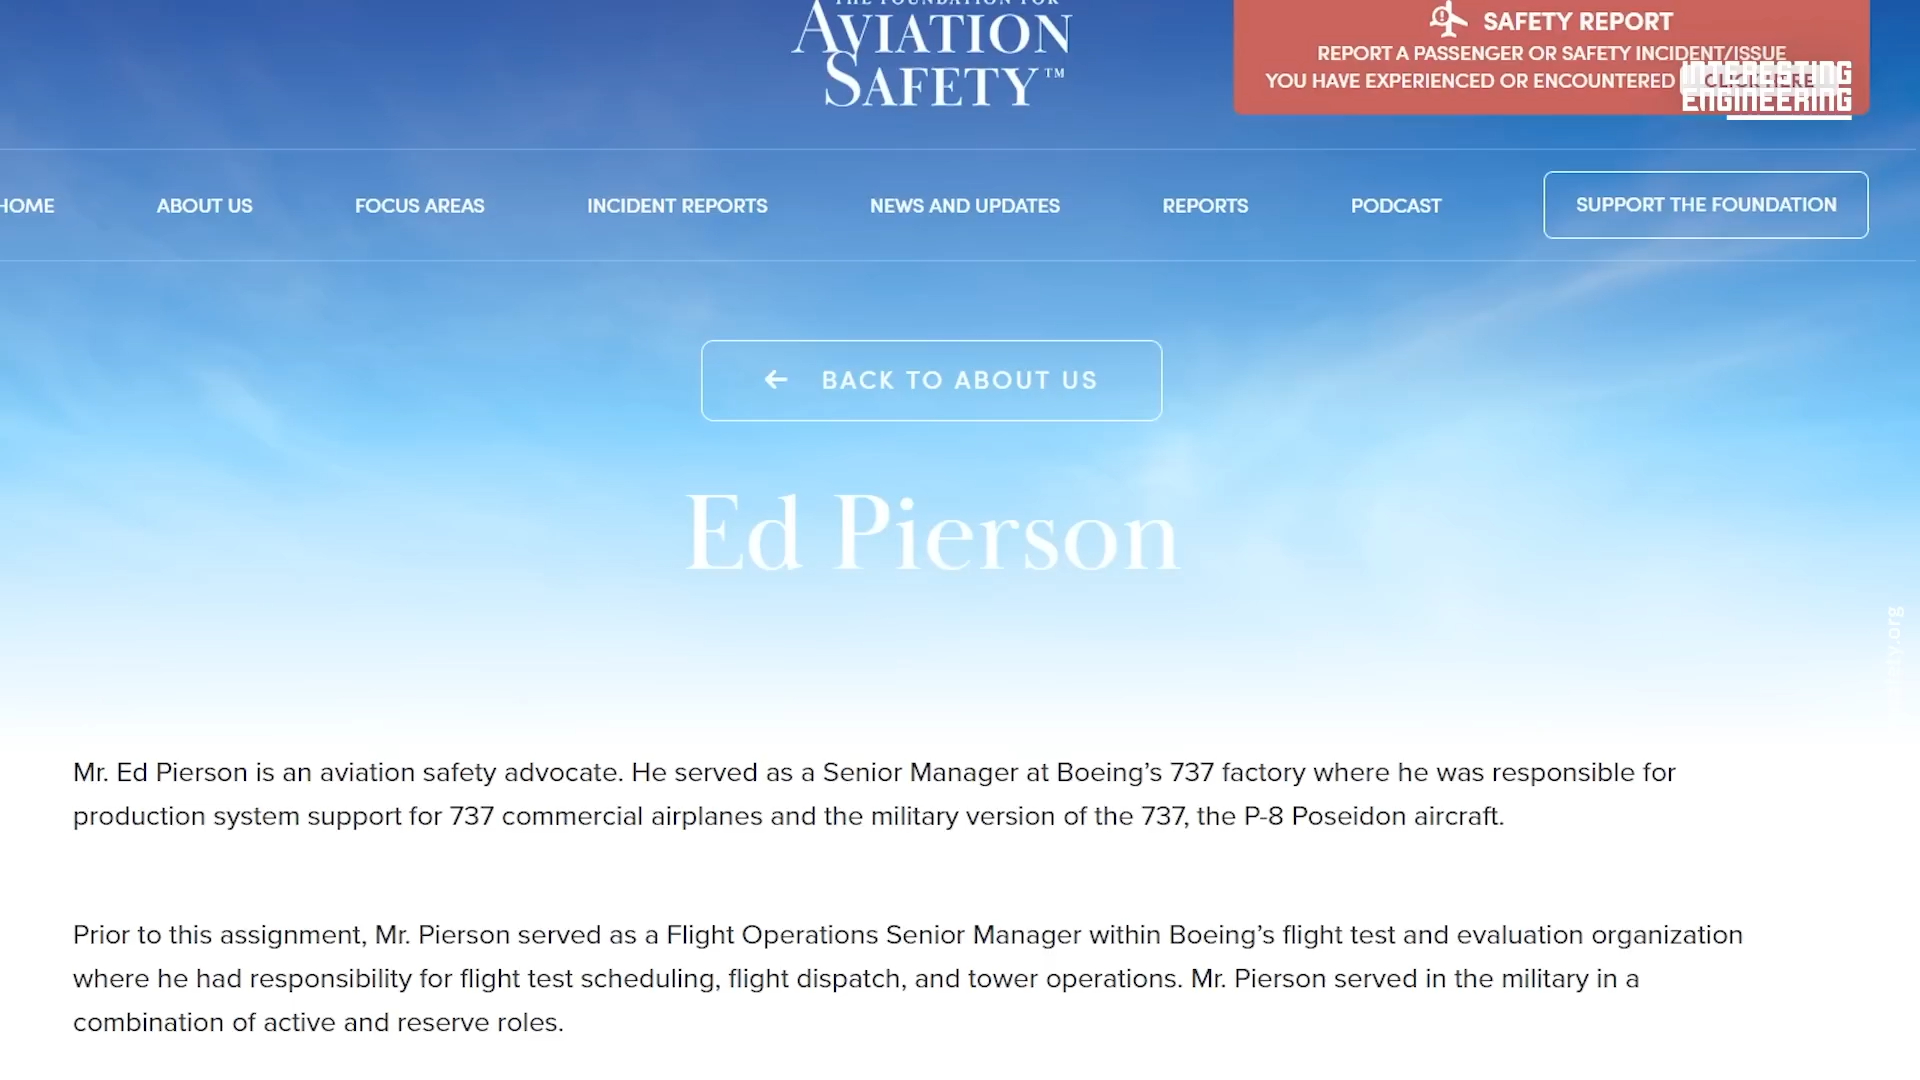 THE FOUNDATION FOR
AVIATION
SAFETY™
SAFETY REPORT
REPORT A PASSENGER OR SAFETY INCIDENT/ISSUE
YOU HAVE EXPERIENCED OR ENCOUNTERED
INTERESTING
ENGINEERING
HOME
ABOUT US
FOCUS AREAS
INCIDENT REPORTS
NEWS AND UPDATES
REPORTS
PODCAST
SUPPORT THE FOUNDATION
← BACK TO ABOUT US
Ed Pierson
Mr. Ed Pierson is an aviation safety advocate. He served as a Senior Manager at Boeing’s 737 factory where he was responsible for
production system support for 737 commercial airplanes and the military version of the 737, the P-8 Poseidon aircraft.
Prior to this assignment, Mr. Pierson served as a Flight Operations Senior Manager within Boeing’s flight test and evaluation organization
where he had responsibility for flight test scheduling, flight dispatch, and tower operations. Mr. Pierson served in the military in a
combination of active and reserve roles.